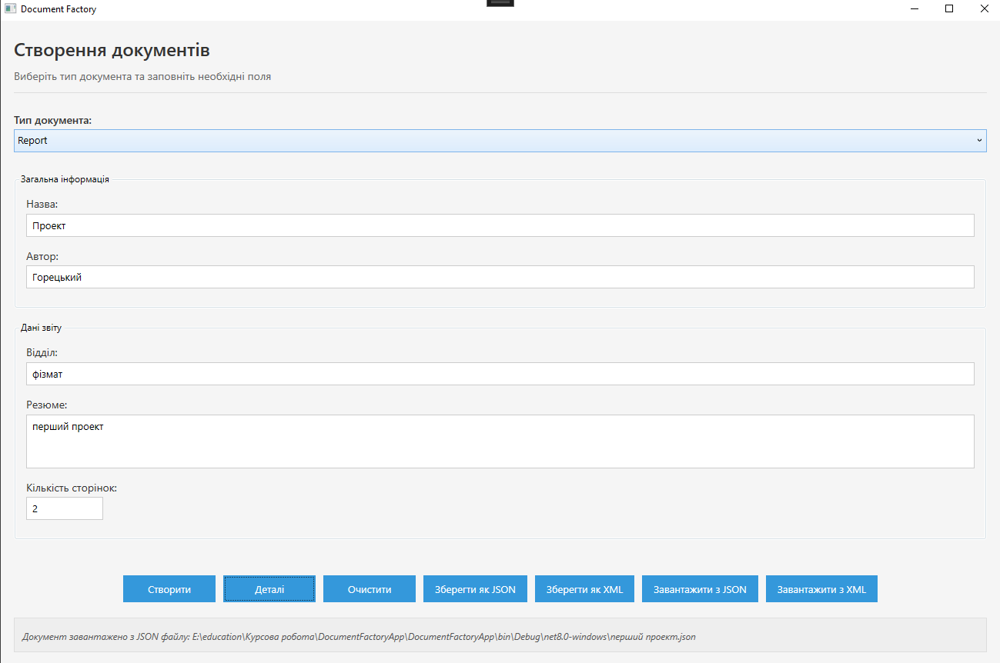 Document Factory
Створення документів
Виберіть тип документа та заповніть необхідні поля
Тип документа:
Report
Загальна інформація
Назва:
Проект
Автор:
Горецький
Дані звіту
Відділ:
фізмат
Резюме:
перший проект
Кількість сторінок:
2
Створити Деталі Очистити Зберегти як JSON Зберегти як XML Завантажити з JSON Завантажити з XML
Документ завантажено з JSON файлу: E:\education\Курсова робота\DocumentFactoryApp\DocumentFactoryApp\bin\Debug\net8.0-windows\перший проект.json